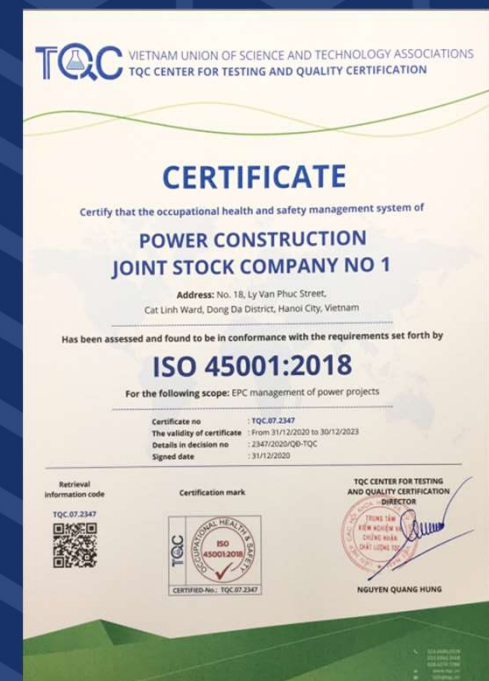 TQC
VIETNAM UNION OF SCIENCE AND TECHNOLOGY ASSOCIATIONS
TQC CENTER FOR TESTING AND QUALITY CERTIFICATION
CERTIFICATE
Certify that the occupational health and safety management system of
POWER CONSTRUCTION
JOINT STOCK COMPANY NO 1
Address: No. 18, Ly Van Phuc Street,
Cat Linh Ward, Dong Da District, Hanoi City, Vietnam
Has been assessed and found to be in conformance with the requirements set forth by
ISO 45001:2018
For the following scope: EPC management of power projects
Certificate no : TQC.07.2347
The validity of certificate : From 31/12/2020 to 30/12/2023
Details in decision no : 2347/2020/QĐ-TQC
Signed date : 31/12/2020
Retrieval
information code
TQC.07.2347
Certification mark
TQC
OCCUPATIONAL HEALTH & SAFETY
ISO
45001:2018
CERTIFIED-No.: TQC.07.2347
TQC CENTER FOR TESTING
AND QUALITY CERTIFICATION
DIRECTOR
TRUNG TÂM
KIỂM NGHIỆM VÀ
CHỨNG NHẬN
CHẤT LƯỢNG TQC
NGUYEN QUANG HUNG